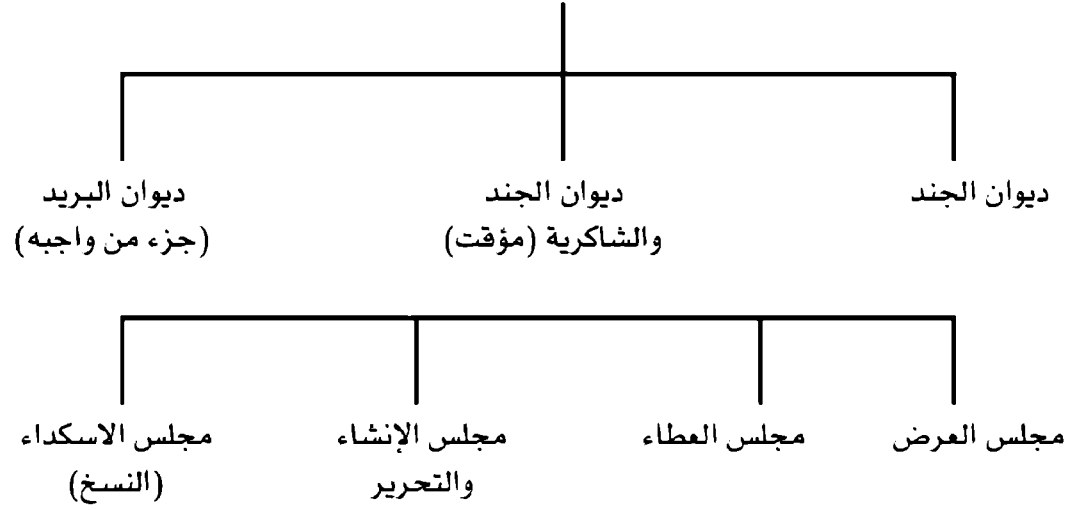 ديوان الجند
ديوان الجند
والشاكرية (مؤقت)
ديوان البريد
(جزء من واجبه)
مجلس العرض
مجلس العطاء
مجلس الإنشاء
والتحرير
مجلس الاسكداء
(النسخ)